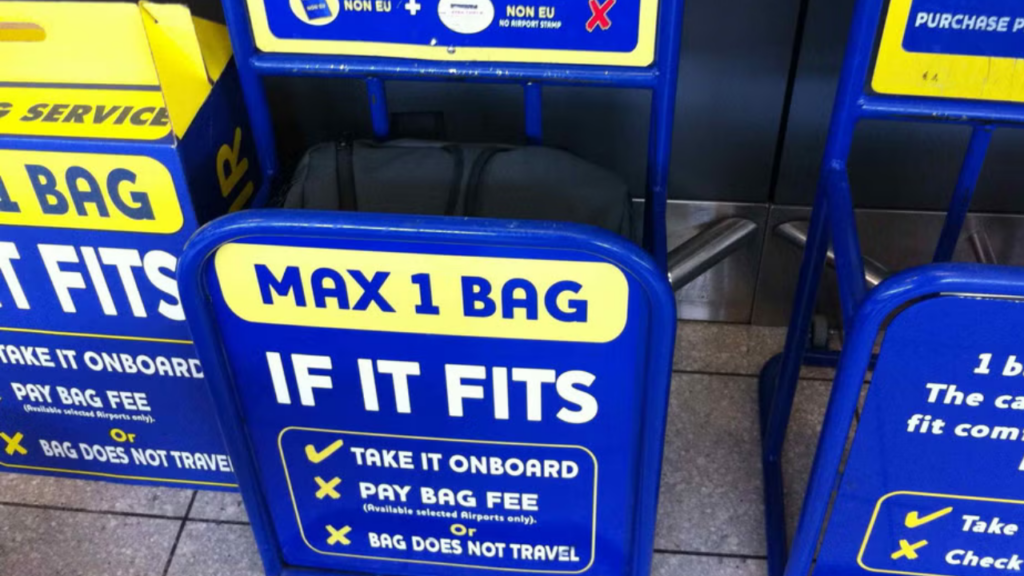 NON EU
+
NON EU
NO AIRPORT STAMP
PURCHASE
SERVICE
1 BAG
FITS
TAKE IT ONBOARD
PAY BAG FEE
(Available selected Airports only).
Or
BAG DOES NOT TRAVEL
MAX 1 BAG
IF IT FITS
TAKE IT ONBOARD
PAY BAG FEE
(Available selected Airports only).
Or
BAG DOES NOT TRAVEL
1 b
The ca
fit com
Take
Check